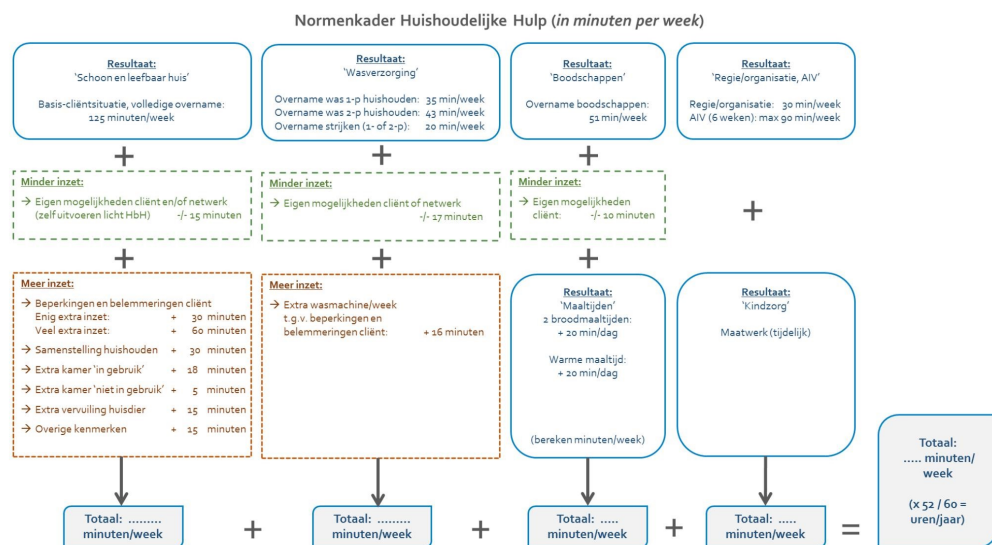 Normenkader Huishoudelijke Hulp (in minuten per week)
Resultaat:
'Schoon en leefbaar huis'
Basis-cliëntsituatie, volledige overname:
125 minuten/week
Resultaat:
'Wasverzorging'
Overname was 1-p huishouden: 35 min/week
Overname was 2-p huishouden: 43 min/week
Overname strijken (1- of 2-p): 20 min/week
Resultaat:
'Boodschappen'
Overname boodschappen:
51 min/week
Resultaat:
'Regie/organisatie, AIV'
Regie/organisatie: 30 min/week
AIV (6 weken): max 90 min/week
+
+
+
Minder inzet:
→ Eigen mogelijkheden cliënt en/of netwerk
(zelf uitvoeren licht HbH) -/- 15 minuten
Minder inzet:
→ Eigen mogelijkheden cliënt of netwerk
-/- 17 minuten
Minder inzet:
→ Eigen mogelijkheden
cliënt: -/- 10 minuten
+
+
+
+
Meer inzet:
→ Beperkingen en belemmeringen cliënt
Enig extra inzet: + 30 minuten
Veel extra inzet: + 60 minuten
→ Samenstelling huishouden + 30 minuten
→ Extra kamer 'in gebruik' + 18 minuten
→ Extra kamer 'niet in gebruik' + 5 minuten
→ Extra vervuiling huisdier + 15 minuten
→ Overige kenmerken + 15 minuten
Meer inzet:
→ Extra wasmachine/week
t.g.v. beperkingen en
belemmeringen cliënt: + 16 minuten
Resultaat:
'Maaltijden'
2 broodmaaltijden:
+ 20 min/dag
Warme maaltijd:
+ 20 min/dag
(bereken minuten/week)
Resultaat:
'Kindzorg'
Maatwerk (tijdelijk)
Totaal: .........
minuten/week
+
Totaal: .........
minuten/week
+
Totaal: .....
minuten/week
+
Totaal: .....
minuten/week
=
Totaal:
..... minuten/
week
(x 52 / 60 =
uren/jaar)